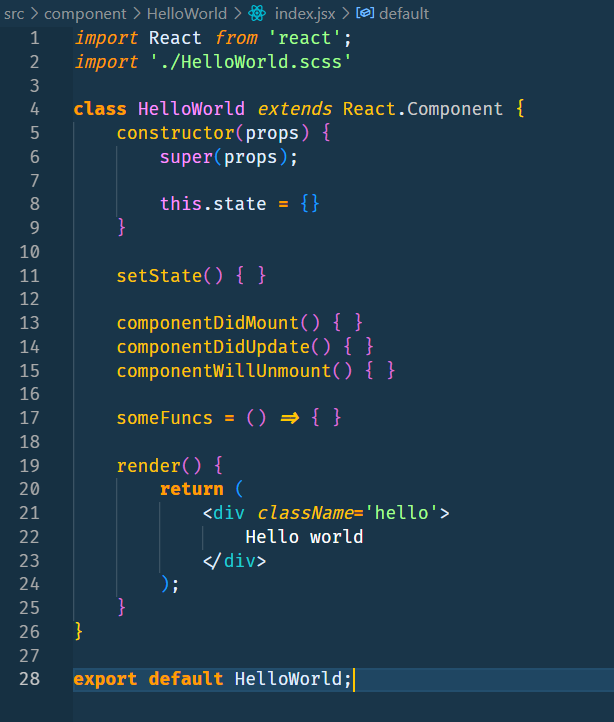 src > component > HelloWorld > index.jsx > default
1 import React from 'react';
2 import './HelloWorld.scss'
3
4 class HelloWorld extends React.Component {
5     constructor(props) {
6         super(props);
7
8         this.state = {}
9     }
10
11     setState() { }
12
13     componentDidMount() { }
14     componentDidUpdate() { }
15     componentWillUnmount() { }
16
17     someFuncs = () => { }
18
19     render() {
20         return (
21             <div className='hello'>
22                 Hello world
23             </div>
24         );
25     }
26 }
27
28 export default HelloWorld;